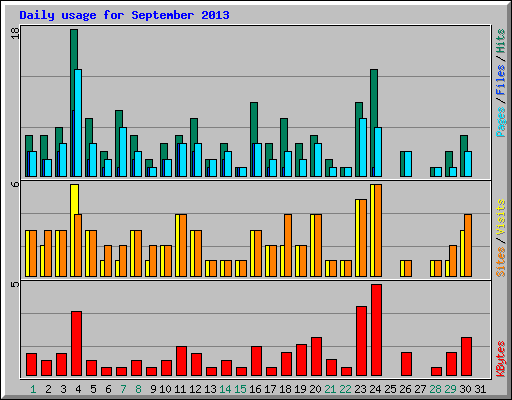 Daily usage for September 2013
18
Pages / Files / Hits
6
Sites / Visits
5
KBytes
1 2 3 4 5 6 7 8 9 10 11 12 13 14 15 16 17 18 19 20 21 22 23 24 25 26 27 28 29 30 31